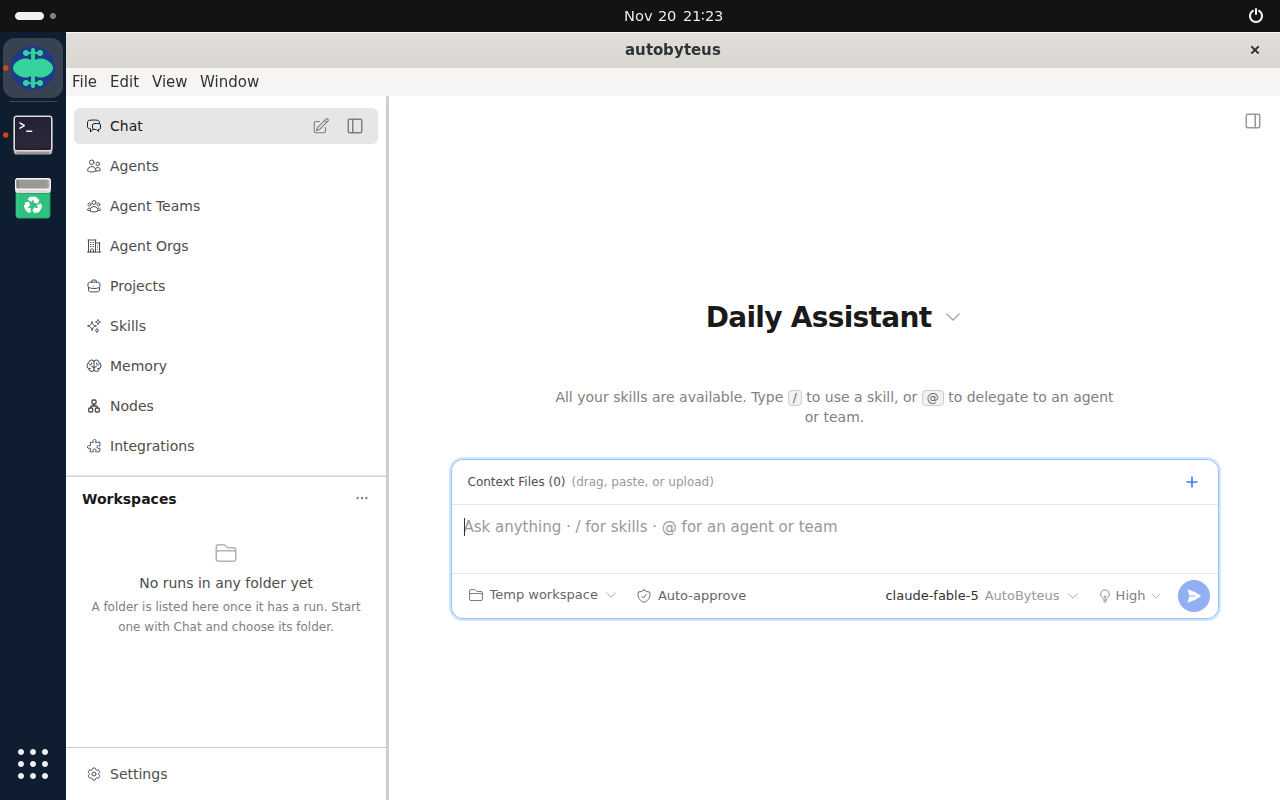 Nov 20 21:23
autobyteus
File Edit View Window
Chat
Agents
Agent Teams
Agent Orgs
Projects
Skills
Memory
Nodes
Integrations
Workspaces
No runs in any folder yet
A folder is listed here once it has a run. Start
one with Chat and choose its folder.
Settings
Daily Assistant
All your skills are available. Type / to use a skill, or @ to delegate to an agent
or team.
Context Files (0) (drag, paste, or upload)
Ask anything · / for skills · @ for an agent or team
Temp workspace Auto-approve claude-fable-5 AutoByteus High